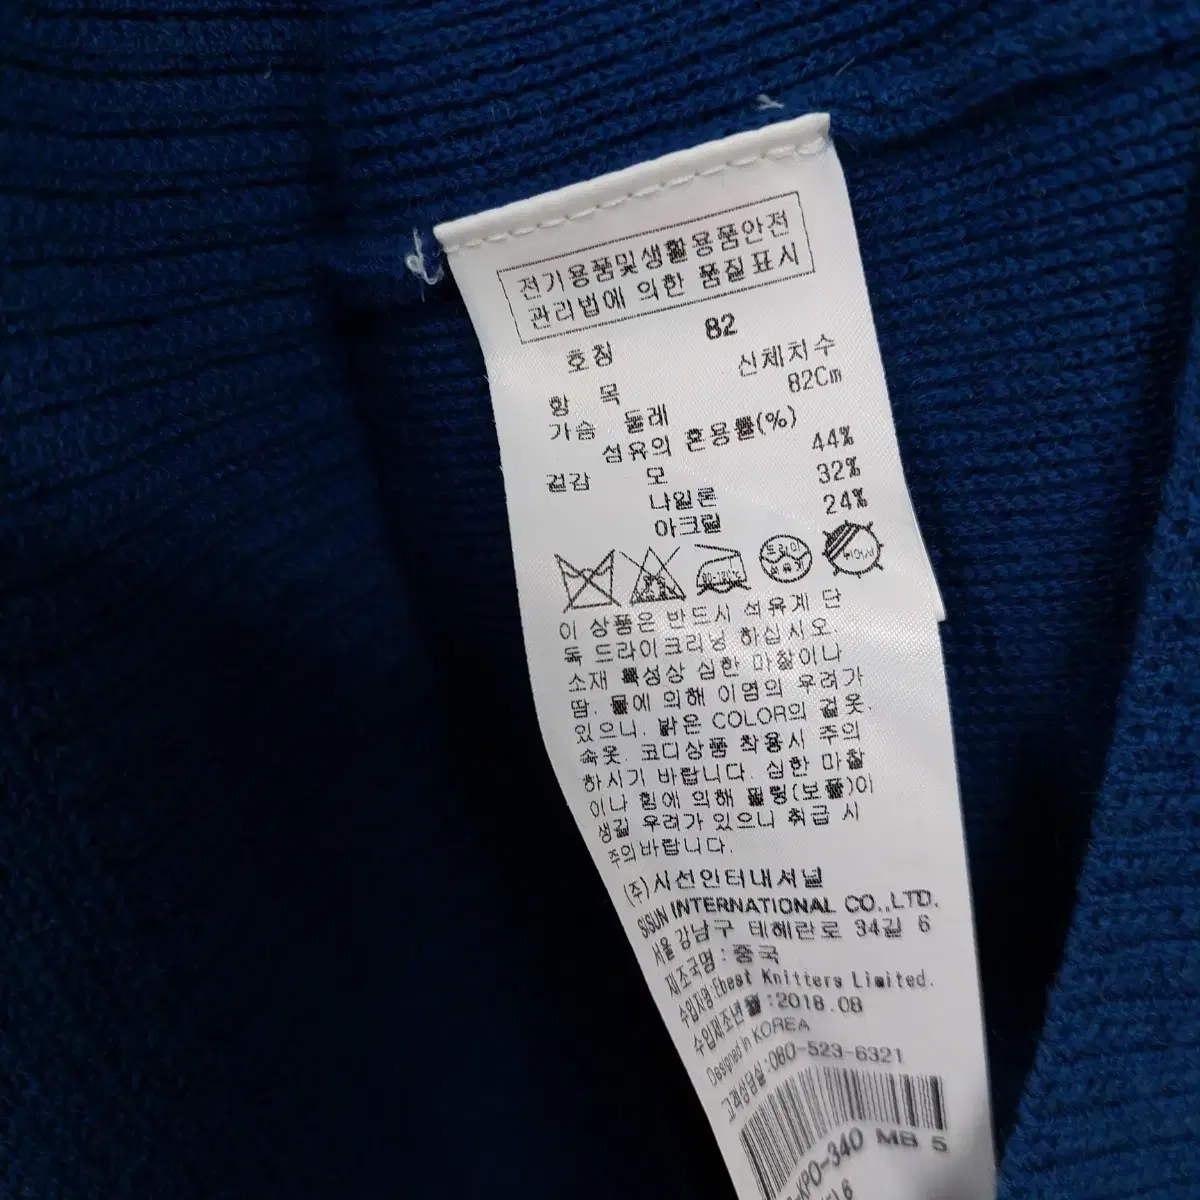 전기용품및생활용품안전
관리법에 의한 품질표시
82
호칭
신체치수
항 목
82Cm
가슴 둘레
섬유의 혼용률(%)
겉감 모 44%
나일론 32%
아크릴 24%
80-120℃
드라이
이 상품은 반드시 석유계 단
독 드라이크리닝 하십시오.
소재 특성상 심한 마찰이나
땀, 물에 의해 이염의 우려가
있으니, 밝은 COLOR의 겉옷,
속옷, 코디상품 착용시 주의
하시기 바랍니다. 심한 마찰
이나 힘에 의해 필링(보풀)이
생길 우려가 있으니 취급 시
주의바랍니다.
(주)시선인터내셔널
SISUN INTERNATIONAL CO.,LTD.
서울 강남구 테헤란로 34길 6
제조국명:중국
수입자명:Ebest Knitters Limited.
수입제조년월:2018.08
Designed in KOREA
고객상담실:080-523-6321
KPO-340 MB 5